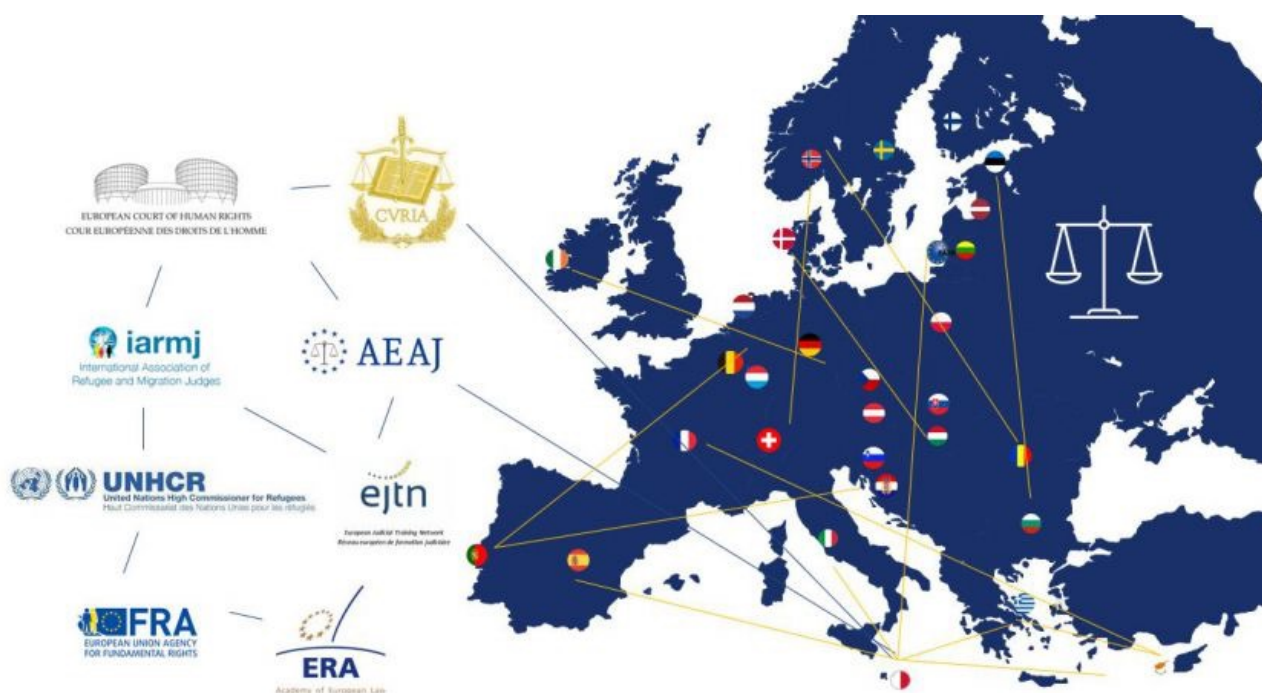 EUROPEAN COURT OF HUMAN RIGHTS
COUR EUROPÉENNE DES DROITS DE L'HOMME
CVRIA
iarmj
International Association of
Refugee and Migration Judges
AEAJ
UNHCR
United Nations High Commissioner for Refugees
Haut Commissariat des Nations Unies pour les réfugiés
ejtn
European Judicial Training Network
Réseau européen de formation judiciaire
FRA
EUROPEAN UNION AGENCY
FOR FUNDAMENTAL RIGHTS
ERA
Academy of European Law